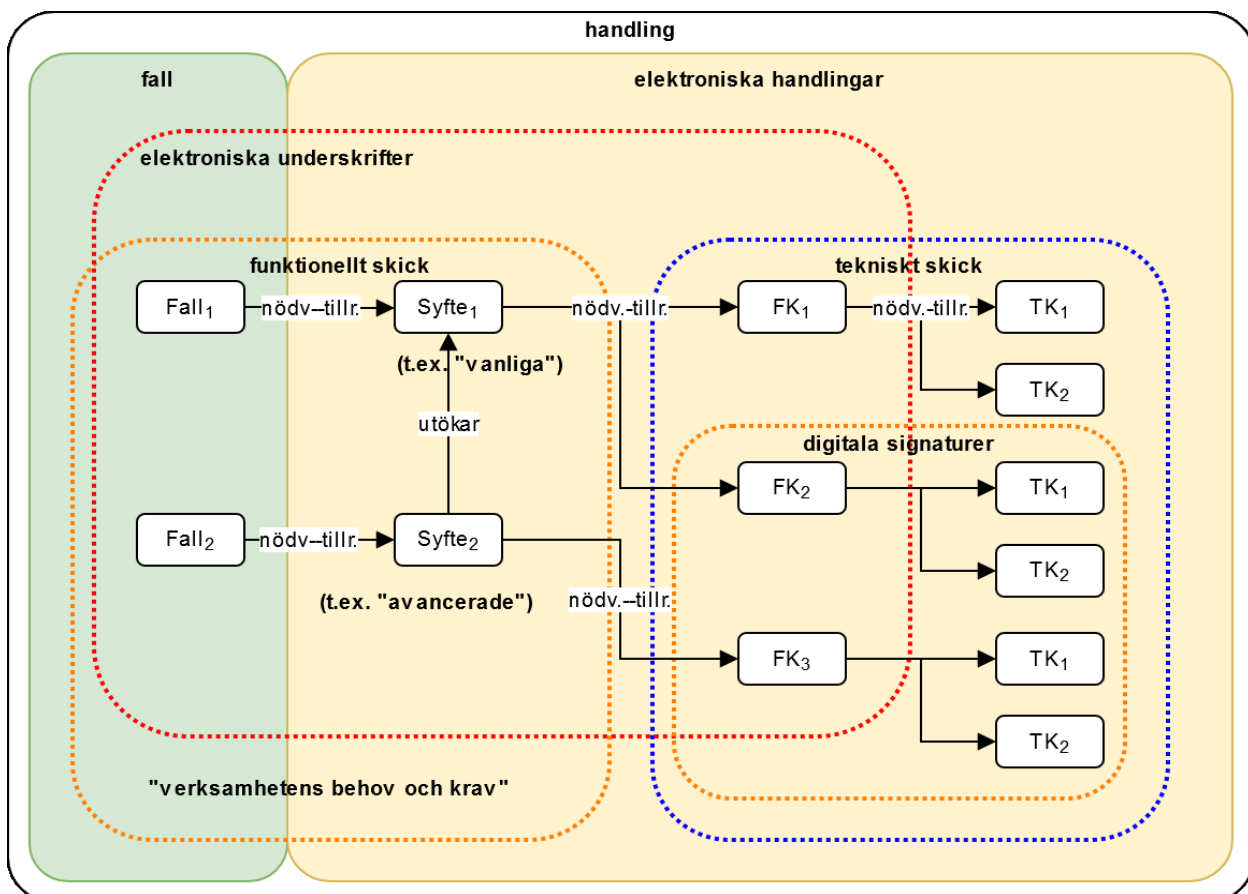 handling
fall
elektroniska handlingar
elektroniska underskrifter
funktionellt skick
tekniskt skick
Fall₁
nödv--tillr.
Syfte₁
nödv.-tillr.
FK₁
nödv.-tillr.
TK₁
(t.ex. "vanliga")
TK₂
utökar
digitala signaturer
FK₂
TK₁
Fall₂
nödv--tillr.
Syfte₂
TK₂
(t.ex. "avancerade")
nödv.--tillr.
FK₃
TK₁
TK₂
"verksamhetens behov och krav"